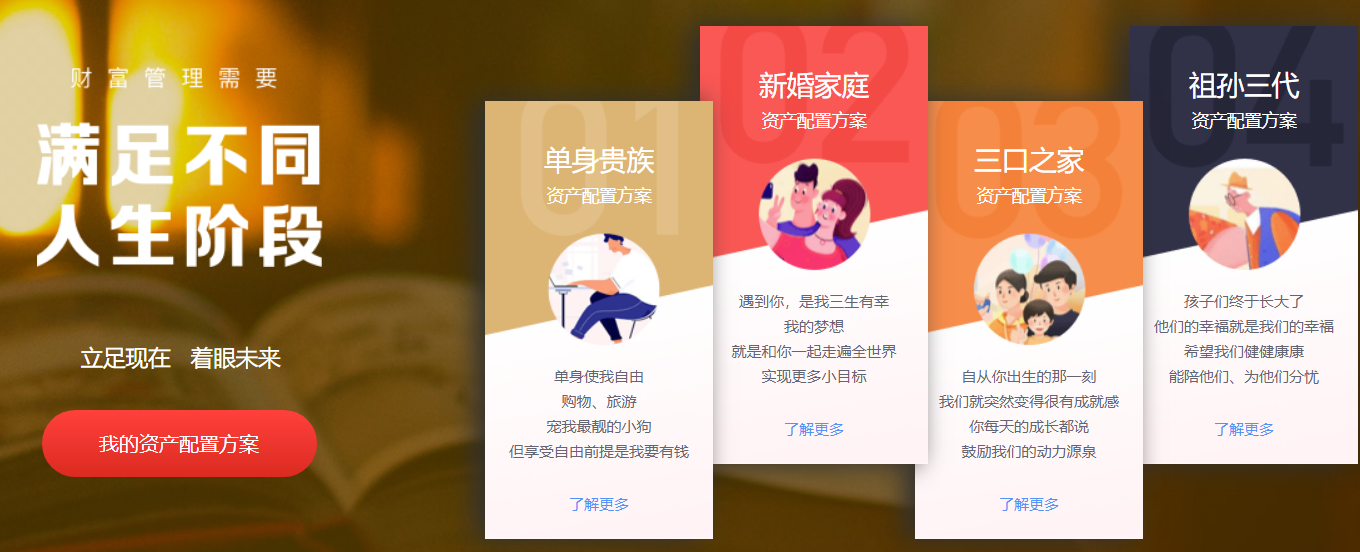 财富管理需要
满足不同
人生阶段
立足现在 着眼未来
我的资产配置方案
01
单身贵族
资产配置方案
单身使我自由
购物、旅游
宠我最靓的小狗
但享受自由前提是我要有钱
了解更多
02
新婚家庭
资产配置方案
遇到你，是我三生有幸
我的梦想
就是和你一起走遍全世界
实现更多小目标
了解更多
03
三口之家
资产配置方案
自从你出生的那一刻
我们就突然变得很有成就感
你每天的成长都说
鼓励我们的动力源泉
了解更多
04
祖孙三代
资产配置方案
孩子们终于长大了
他们的幸福就是我们的幸福
希望我们健健康康
能陪他们、为他们分忧
了解更多